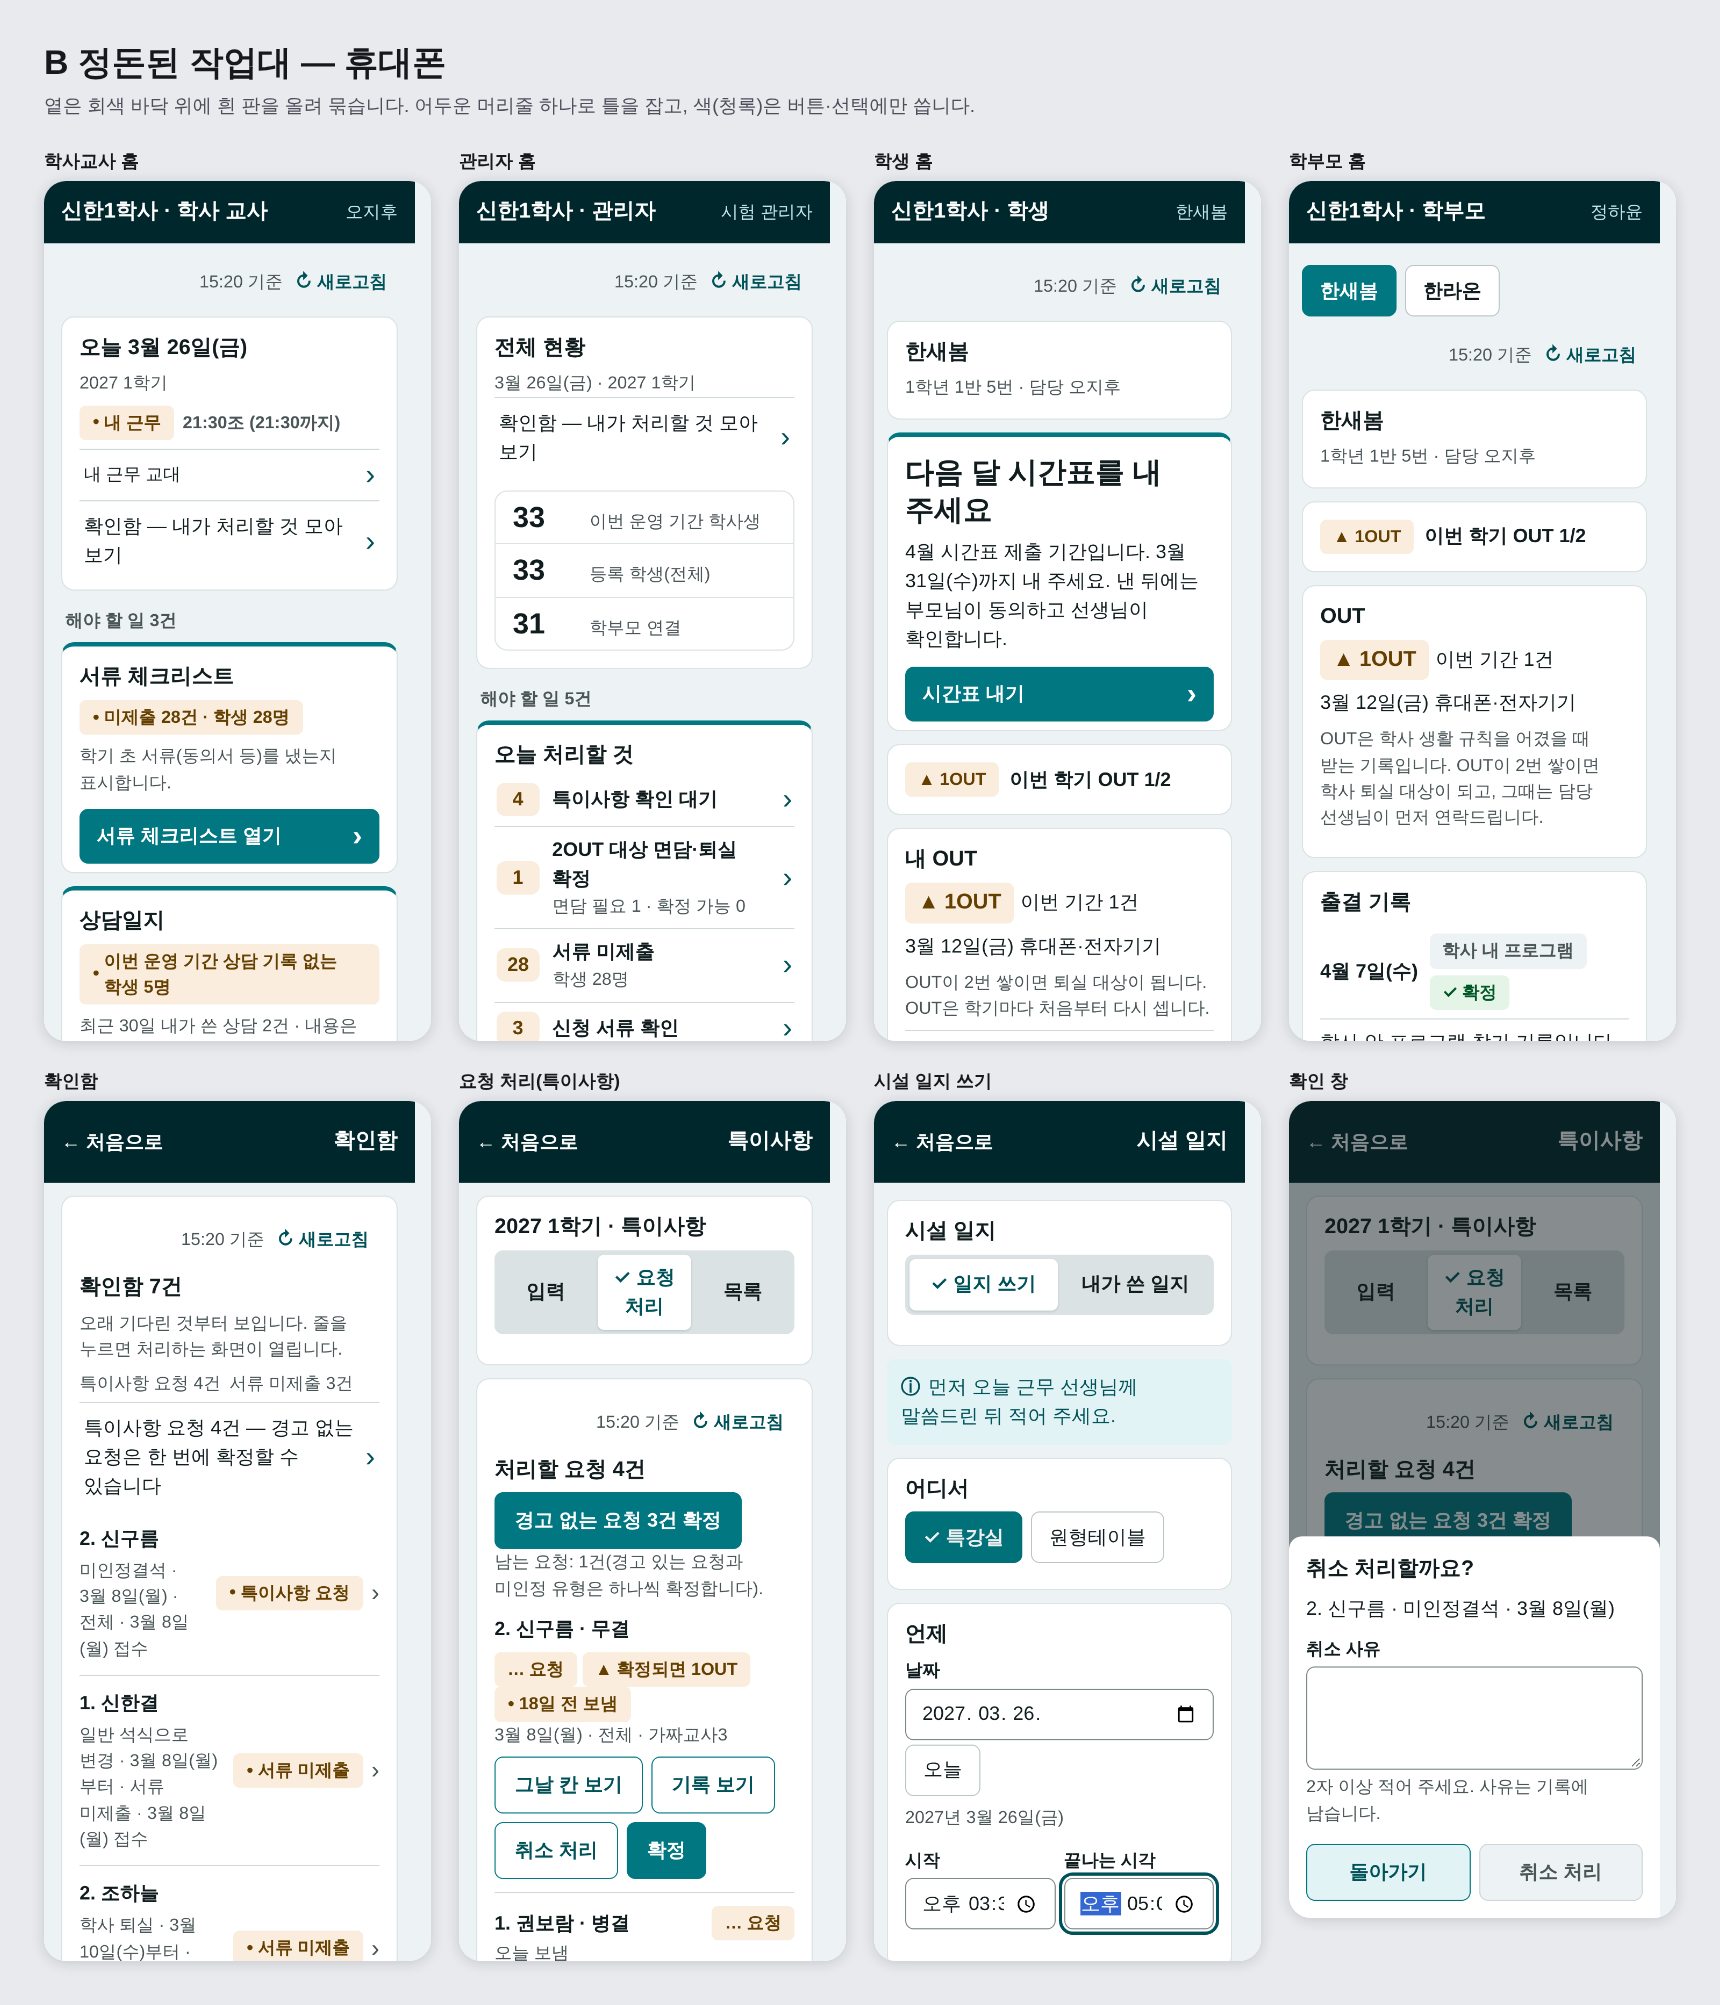 B 정돈된 작업대 — 휴대폰
옅은 회색 바닥 위에 흰 판을 올려 묶습니다. 어두운 머리줄 하나로 틀을 잡고, 색(청록)은 버튼·선택에만 씁니다.
학사교사 홈
신한1학사 · 학사 교사 오지후
15:20 기준 ↻ 새로고침
오늘 3월 26일(금)
2027 1학기
• 내 근무 21:30조 (21:30까지)
내 근무 교대 ›
확인함 — 내가 처리할 것 모아
보기 ›
해야 할 일 3건
서류 체크리스트
• 미제출 28건 · 학생 28명
학기 초 서류(동의서 등)를 냈는지
표시합니다.
서류 체크리스트 열기 ›
상담일지
• 이번 운영 기간 상담 기록 없는
학생 5명
최근 30일 내가 쓴 상담 2건 · 내용은
관리자 홈
신한1학사 · 관리자 시험 관리자
15:20 기준 ↻ 새로고침
전체 현황
3월 26일(금) · 2027 1학기
확인함 — 내가 처리할 것 모아
보기 ›
33 이번 운영 기간 학사생
33 등록 학생(전체)
31 학부모 연결
해야 할 일 5건
오늘 처리할 것
4 특이사항 확인 대기 ›
1 2OUT 대상 면담·퇴실
확정 ›
면담 필요 1 · 확정 가능 0
28 서류 미제출 ›
학생 28명
3 신청 서류 확인 ›
학생 홈
신한1학사 · 학생 한새봄
15:20 기준 ↻ 새로고침
한새봄
1학년 1반 5번 · 담당 오지후
다음 달 시간표를 내
주세요
4월 시간표 제출 기간입니다. 3월
31일(수)까지 내 주세요. 낸 뒤에는
부모님이 동의하고 선생님이
확인합니다.
시간표 내기 ›
▲ 1OUT 이번 학기 OUT 1/2
내 OUT
▲ 1OUT 이번 기간 1건
3월 12일(금) 휴대폰·전자기기
OUT이 2번 쌓이면 퇴실 대상이 됩니다.
OUT은 학기마다 처음부터 다시 셉니다.
학부모 홈
신한1학사 · 학부모 정하윤
한새봄 한라온
15:20 기준 ↻ 새로고침
한새봄
1학년 1반 5번 · 담당 오지후
▲ 1OUT 이번 학기 OUT 1/2
OUT
▲ 1OUT 이번 기간 1건
3월 12일(금) 휴대폰·전자기기
OUT은 학사 생활 규칙을 어겼을 때
받는 기록입니다. OUT이 2번 쌓이면
학사 퇴실 대상이 되고, 그때는 담당
선생님이 먼저 연락드립니다.
출결 기록
4월 7일(수) 학사 내 프로그램
✓ 확정
확인함
← 처음으로 확인함
15:20 기준 ↻ 새로고침
확인함 7건
오래 기다린 것부터 보입니다. 줄을
누르면 처리하는 화면이 열립니다.
특이사항 요청 4건 서류 미제출 3건
특이사항 요청 4건 — 경고 없는
요청은 한 번에 확정할 수
있습니다 ›
2. 신구름
미인정결석 ·
3월 8일(월) ·
전체 · 3월 8일
(월) 접수
• 특이사항 요청 ›
1. 신한결
일반 석식으로
변경 · 3월 8일(월)
부터 · 서류
미제출 · 3월 8일
(월) 접수
• 서류 미제출 ›
2. 조하늘
학사 퇴실 · 3월
10일(수)부터 ·
• 서류 미제출 ›
요청 처리(특이사항)
← 처음으로 특이사항
2027 1학기 · 특이사항
입력 ✓ 요청 처리 목록
15:20 기준 ↻ 새로고침
처리할 요청 4건
경고 없는 요청 3건 확정
남는 요청: 1건(경고 있는 요청과
미인정 유형은 하나씩 확정합니다).
2. 신구름 · 무결
… 요청 ▲ 확정되면 1OUT
• 18일 전 보냄
3월 8일(월) · 전체 · 가짜교사3
그날 칸 보기 기록 보기
취소 처리 확정
1. 권보람 · 병결 … 요청
오늘 보냄
시설 일지 쓰기
← 처음으로 시설 일지
시설 일지
✓ 일지 쓰기 내가 쓴 일지
ⓘ 먼저 오늘 근무 선생님께
말씀드린 뒤 적어 주세요.
어디서
✓ 특강실 원형테이블
언제
날짜
2027. 03. 26.
오늘
2027년 3월 26일(금)
시작 끝나는 시각
오후 03:3 오후 05:0
확인 창
← 처음으로 특이사항
2027 1학기 · 특이사항
입력 ✓ 요청 처리 목록
15:20 기준 ↻ 새로고침
처리할 요청 4건
경고 없는 요청 3건 확정
취소 처리할까요?
2. 신구름 · 미인정결석 · 3월 8일(월)
취소 사유
2자 이상 적어 주세요. 사유는 기록에
남습니다.
돌아가기 취소 처리